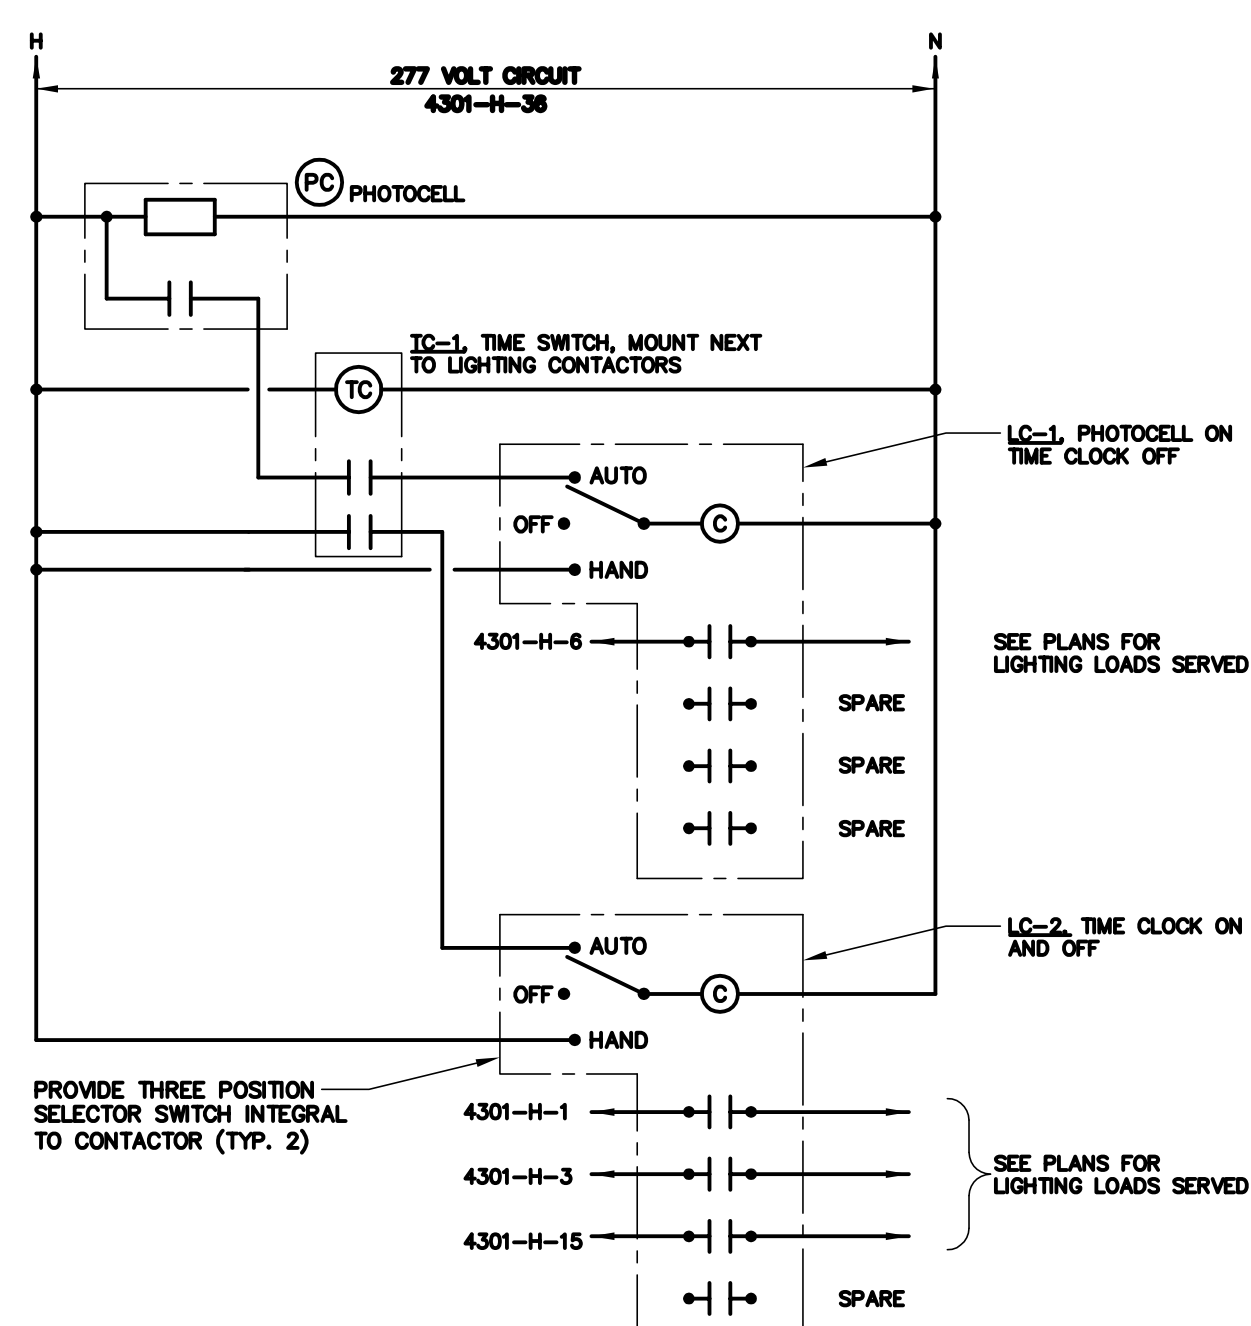 H
N
277 VOLT CIRCUIT
4301-H-36
PC
PHOTOCELL
TC-1, TIME SWITCH, MOUNT NEXT
TO LIGHTING CONTACTORS
TC
LC-1, PHOTOCELL ON
TIME CLOCK OFF
AUTO
OFF
C
HAND
4301-H-6
SEE PLANS FOR
LIGHTING LOADS SERVED
SPARE
SPARE
SPARE
LC-2, TIME CLOCK ON
AND OFF
AUTO
OFF
C
HAND
PROVIDE THREE POSITION
SELECTOR SWITCH INTEGRAL
TO CONTACTOR (TYP. 2)
4301-H-1
4301-H-3
4301-H-15
SEE PLANS FOR
LIGHTING LOADS SERVED
SPARE